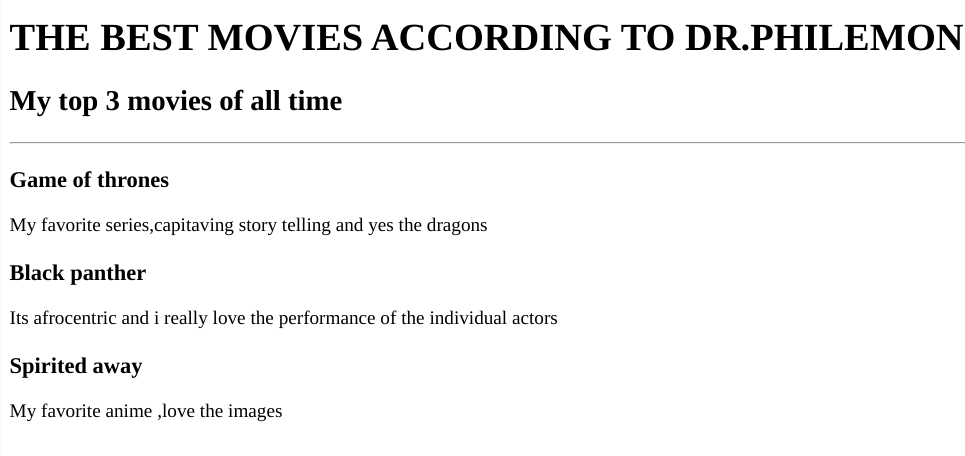 THE BEST MOVIES ACCORDING TO DR.PHILEMON
My top 3 movies of all time
Game of thrones
My favorite series,capitaving story telling and yes the dragons
Black panther
Its afrocentric and i really love the performance of the individual actors
Spirited away
My favorite anime ,love the images